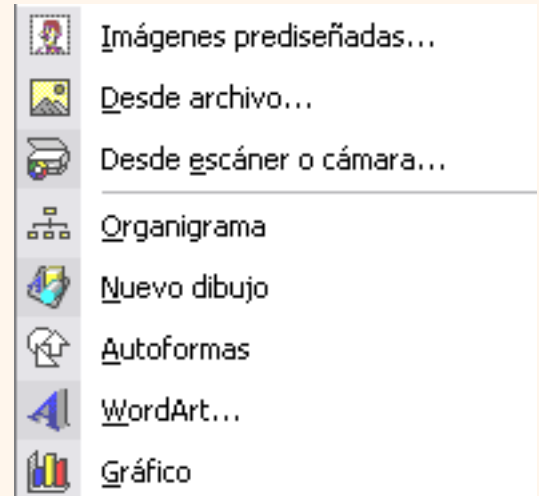 Imágenes prediseñadas...
Desde archivo...
Desde escáner o cámara...
Organigrama
Nuevo dibujo
Autoformas
WordArt...
Gráfico